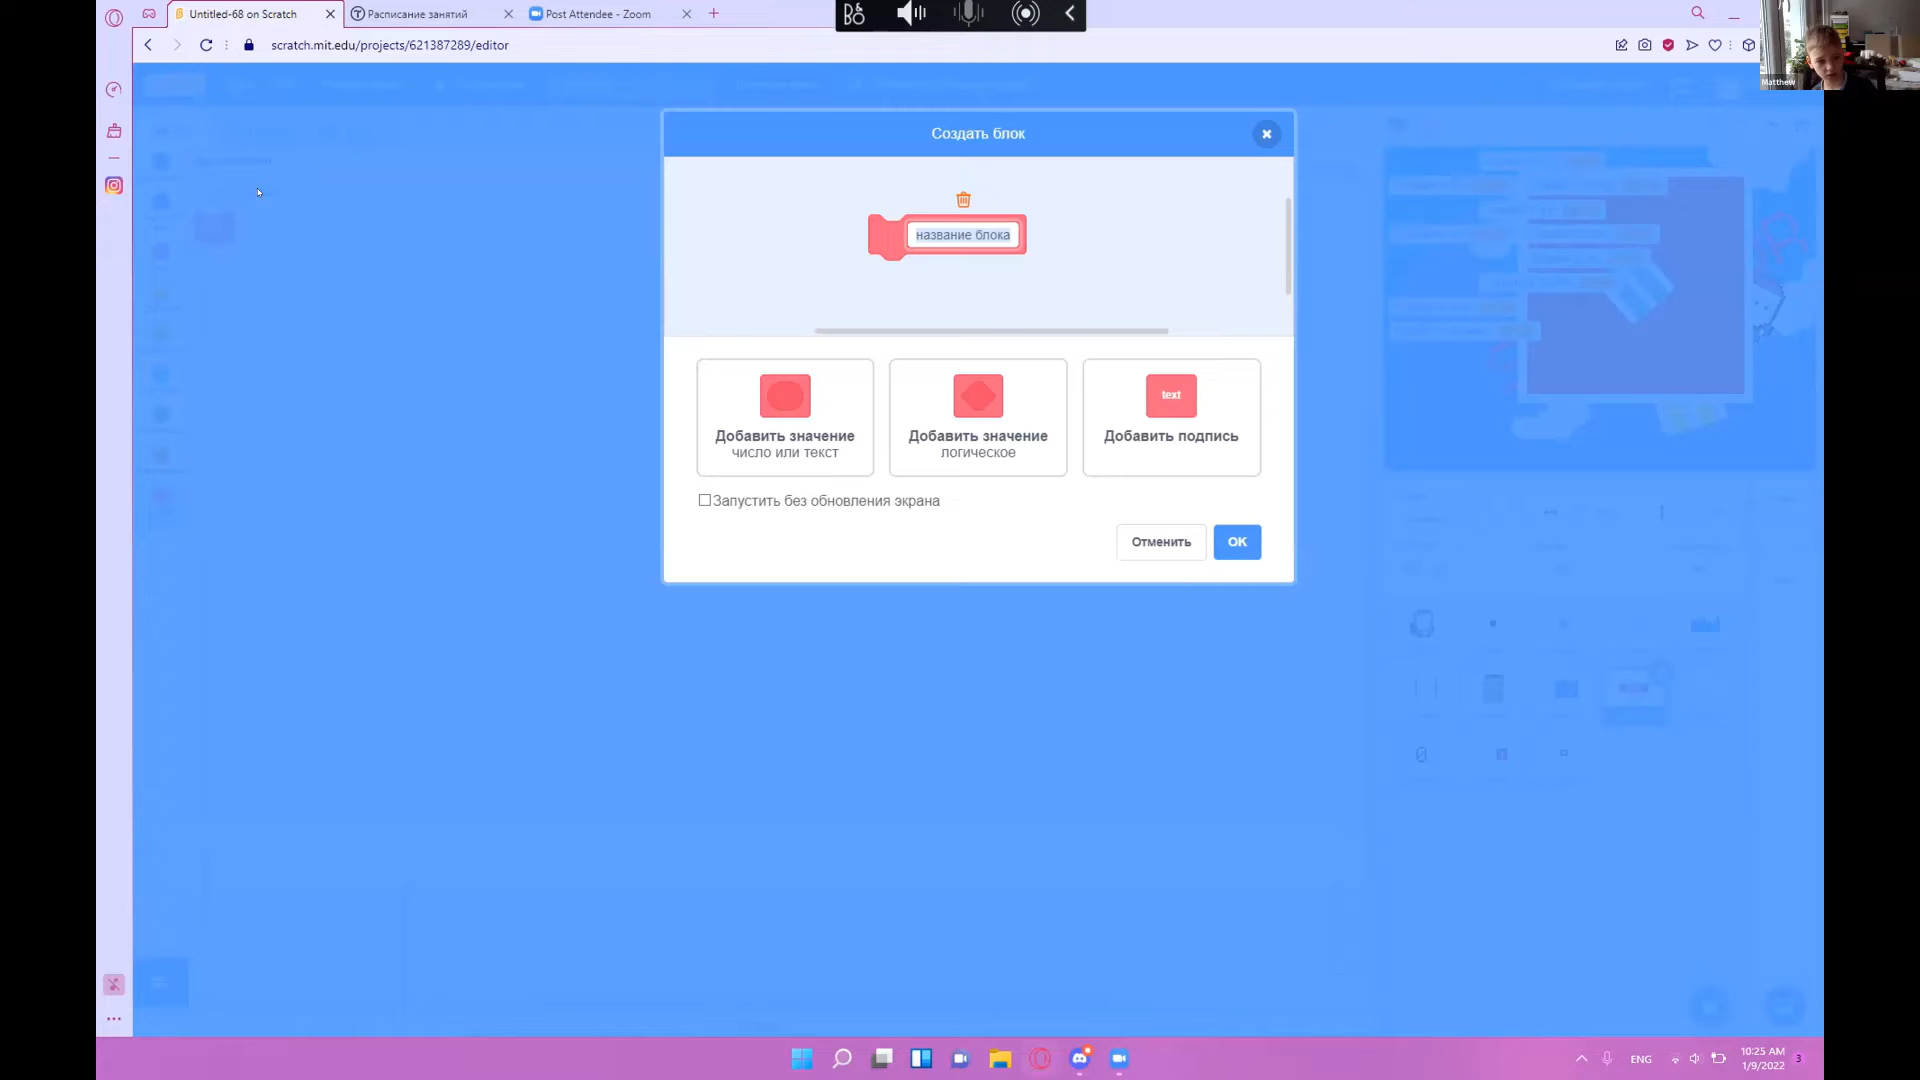 Untitled-68 on Scratch
Расписание занятий
Post Attendee - Zoom
scratch.mit.edu/projects/621387289/editor
Matthew
Создать блок
название блока
text
Добавить значение
число или текст
Добавить значение
логическое
Добавить подпись
Запустить без обновления экрана
Отменить
OK
ENG
10:25 AM
1/9/2022
3